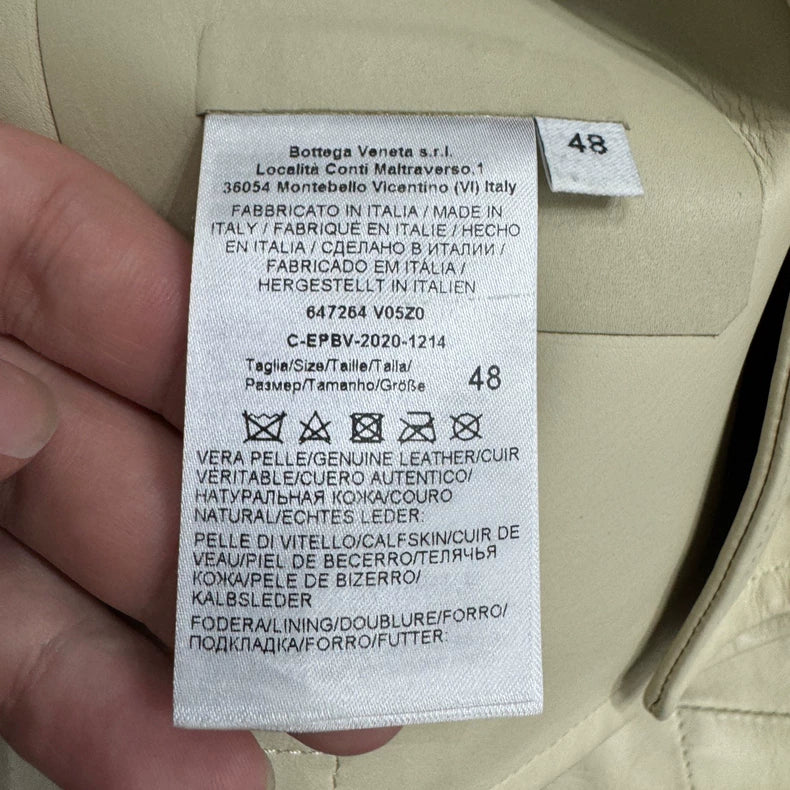 48
Bottega Veneta s.r.l.
Località Conti Maltraverso,1
36054 Montebello Vicentino (VI) Italy
FABBRICATO IN ITALIA / MADE IN
ITALY / FABRIQUÉ EN ITALIE / HECHO
EN ITALIA / СДЕЛАНО В ИТАЛИИ /
FABRICADO EM ITÁLIA /
HERGESTELLT IN ITALIEN
647264 V05Z0
C-EPBV-2020-1214
Taglia/Size/Taille/Talla/
Размер/Tamanho/Größe 48
VERA PELLE/GENUINE LEATHER/CUIR
VÉRITABLE/CUERO AUTENTICO/
НАТУРАЛЬНАЯ КОЖА/COURO
NATURAL/ECHTES LEDER:
PELLE DI VITELLO/CALFSKIN/CUIR DE
VEAU/PIEL DE BECERRO/ТЕЛЯЧЬЯ
КОЖА/PELE DE BIZERRO/
KALBSLEDER
FODERA/LINING/DOUBLURE/FORRO/
ПОДКЛАДКА/FORRO/FUTTER: